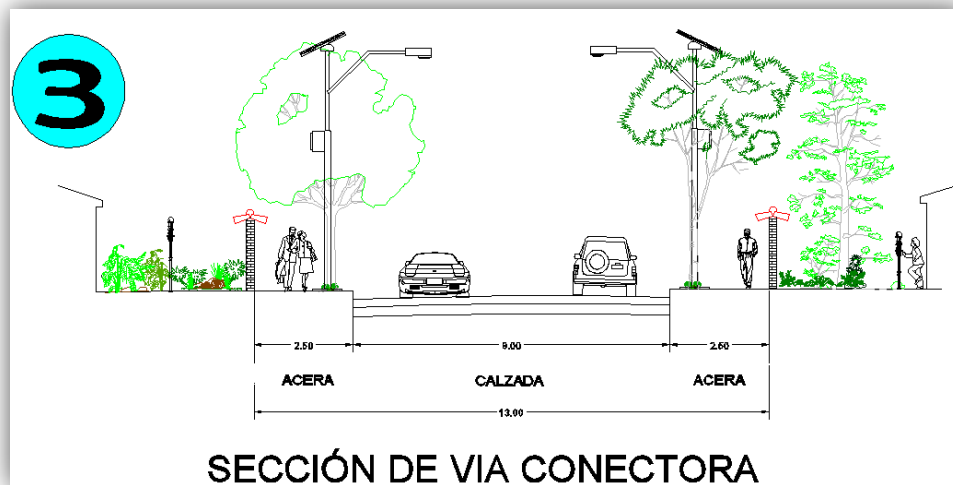 3
2.50 9.00 2.50
ACERA CALZADA ACERA
13.00
SECCIÓN DE VIA CONECTORA